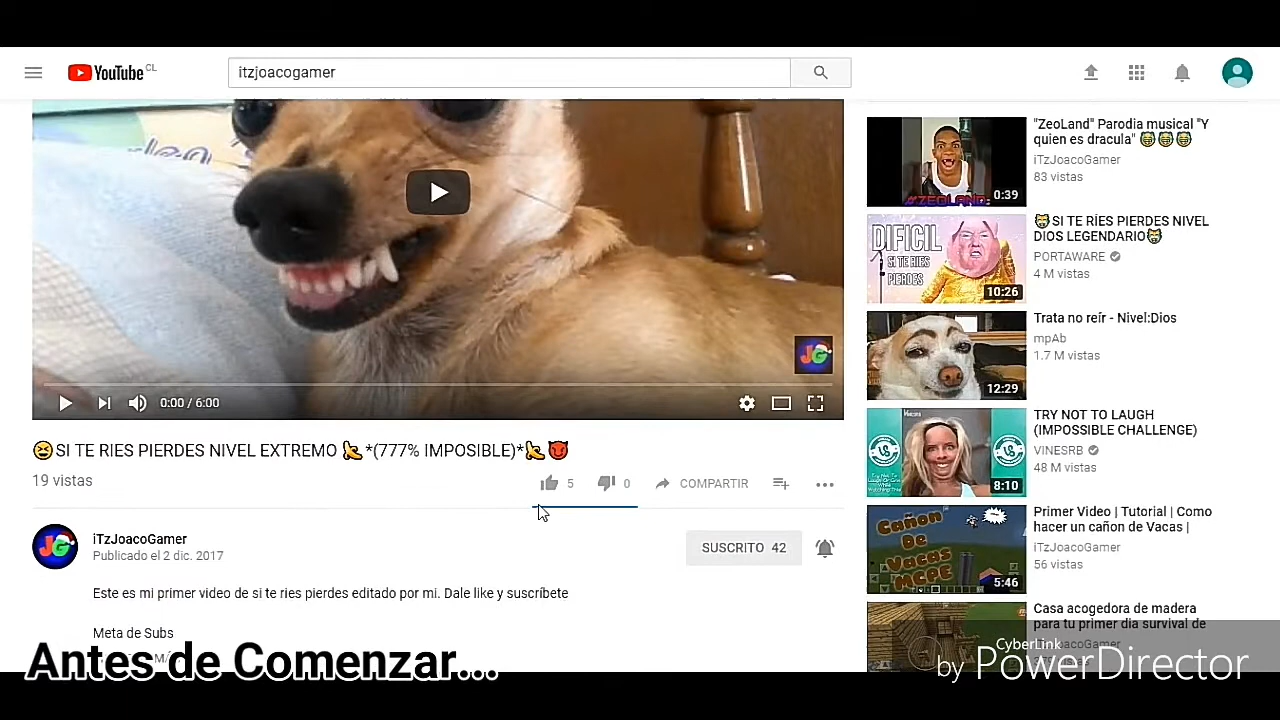 YouTube CL
itzjoacogamer
0:00 / 6:00
😆SI TE RIES PIERDES NIVEL EXTREMO 💪*(777% IMPOSIBLE)*💪😈
19 vistas
5
0
COMPARTIR
iTzJoacoGamer
Publicado el 2 dic. 2017
SUSCRITO 42
Este es mi primer video de si te ries pierdes editado por mi. Dale like y suscríbete
Meta de Subs
Antes de Comenzar...
"ZeoLand" Parodia musical "Y
quien es dracula" 😁😁😁
iTzJoacoGamer
83 vistas
#ZEOLAND
0:39
😹SI TE RÍES PIERDES NIVEL
DIOS LEGENDARIO😹
PORTAWARE
4 M vistas
DIFICIL
SI TE RIES
PIERDES
10:26
Trata no reír - Nivel:Dios
mpAb
1.7 M vistas
12:29
TRY NOT TO LAUGH
(IMPOSSIBLE CHALLENGE)
VINESRB
48 M vistas
8:10
Primer Video | Tutorial | Como
hacer un cañon de Vacas |
iTzJoacoGamer
56 vistas
Cañon
De
Vacas
MCPE
5:46
Casa acogedora de madera
para tu primer dia survival de
CyberLink
by PowerDirector